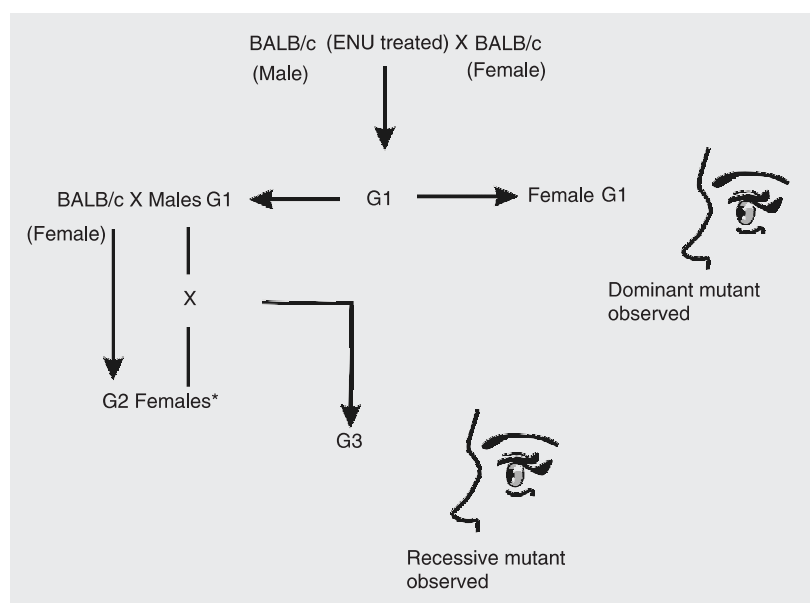 BALB/c (ENU treated) X BALB/c
(Male) (Female)
BALB/c X Males G1 G1 Female G1
(Female)
Dominant mutant
observed
X
G2 Females*
G3
Recessive mutant
observed